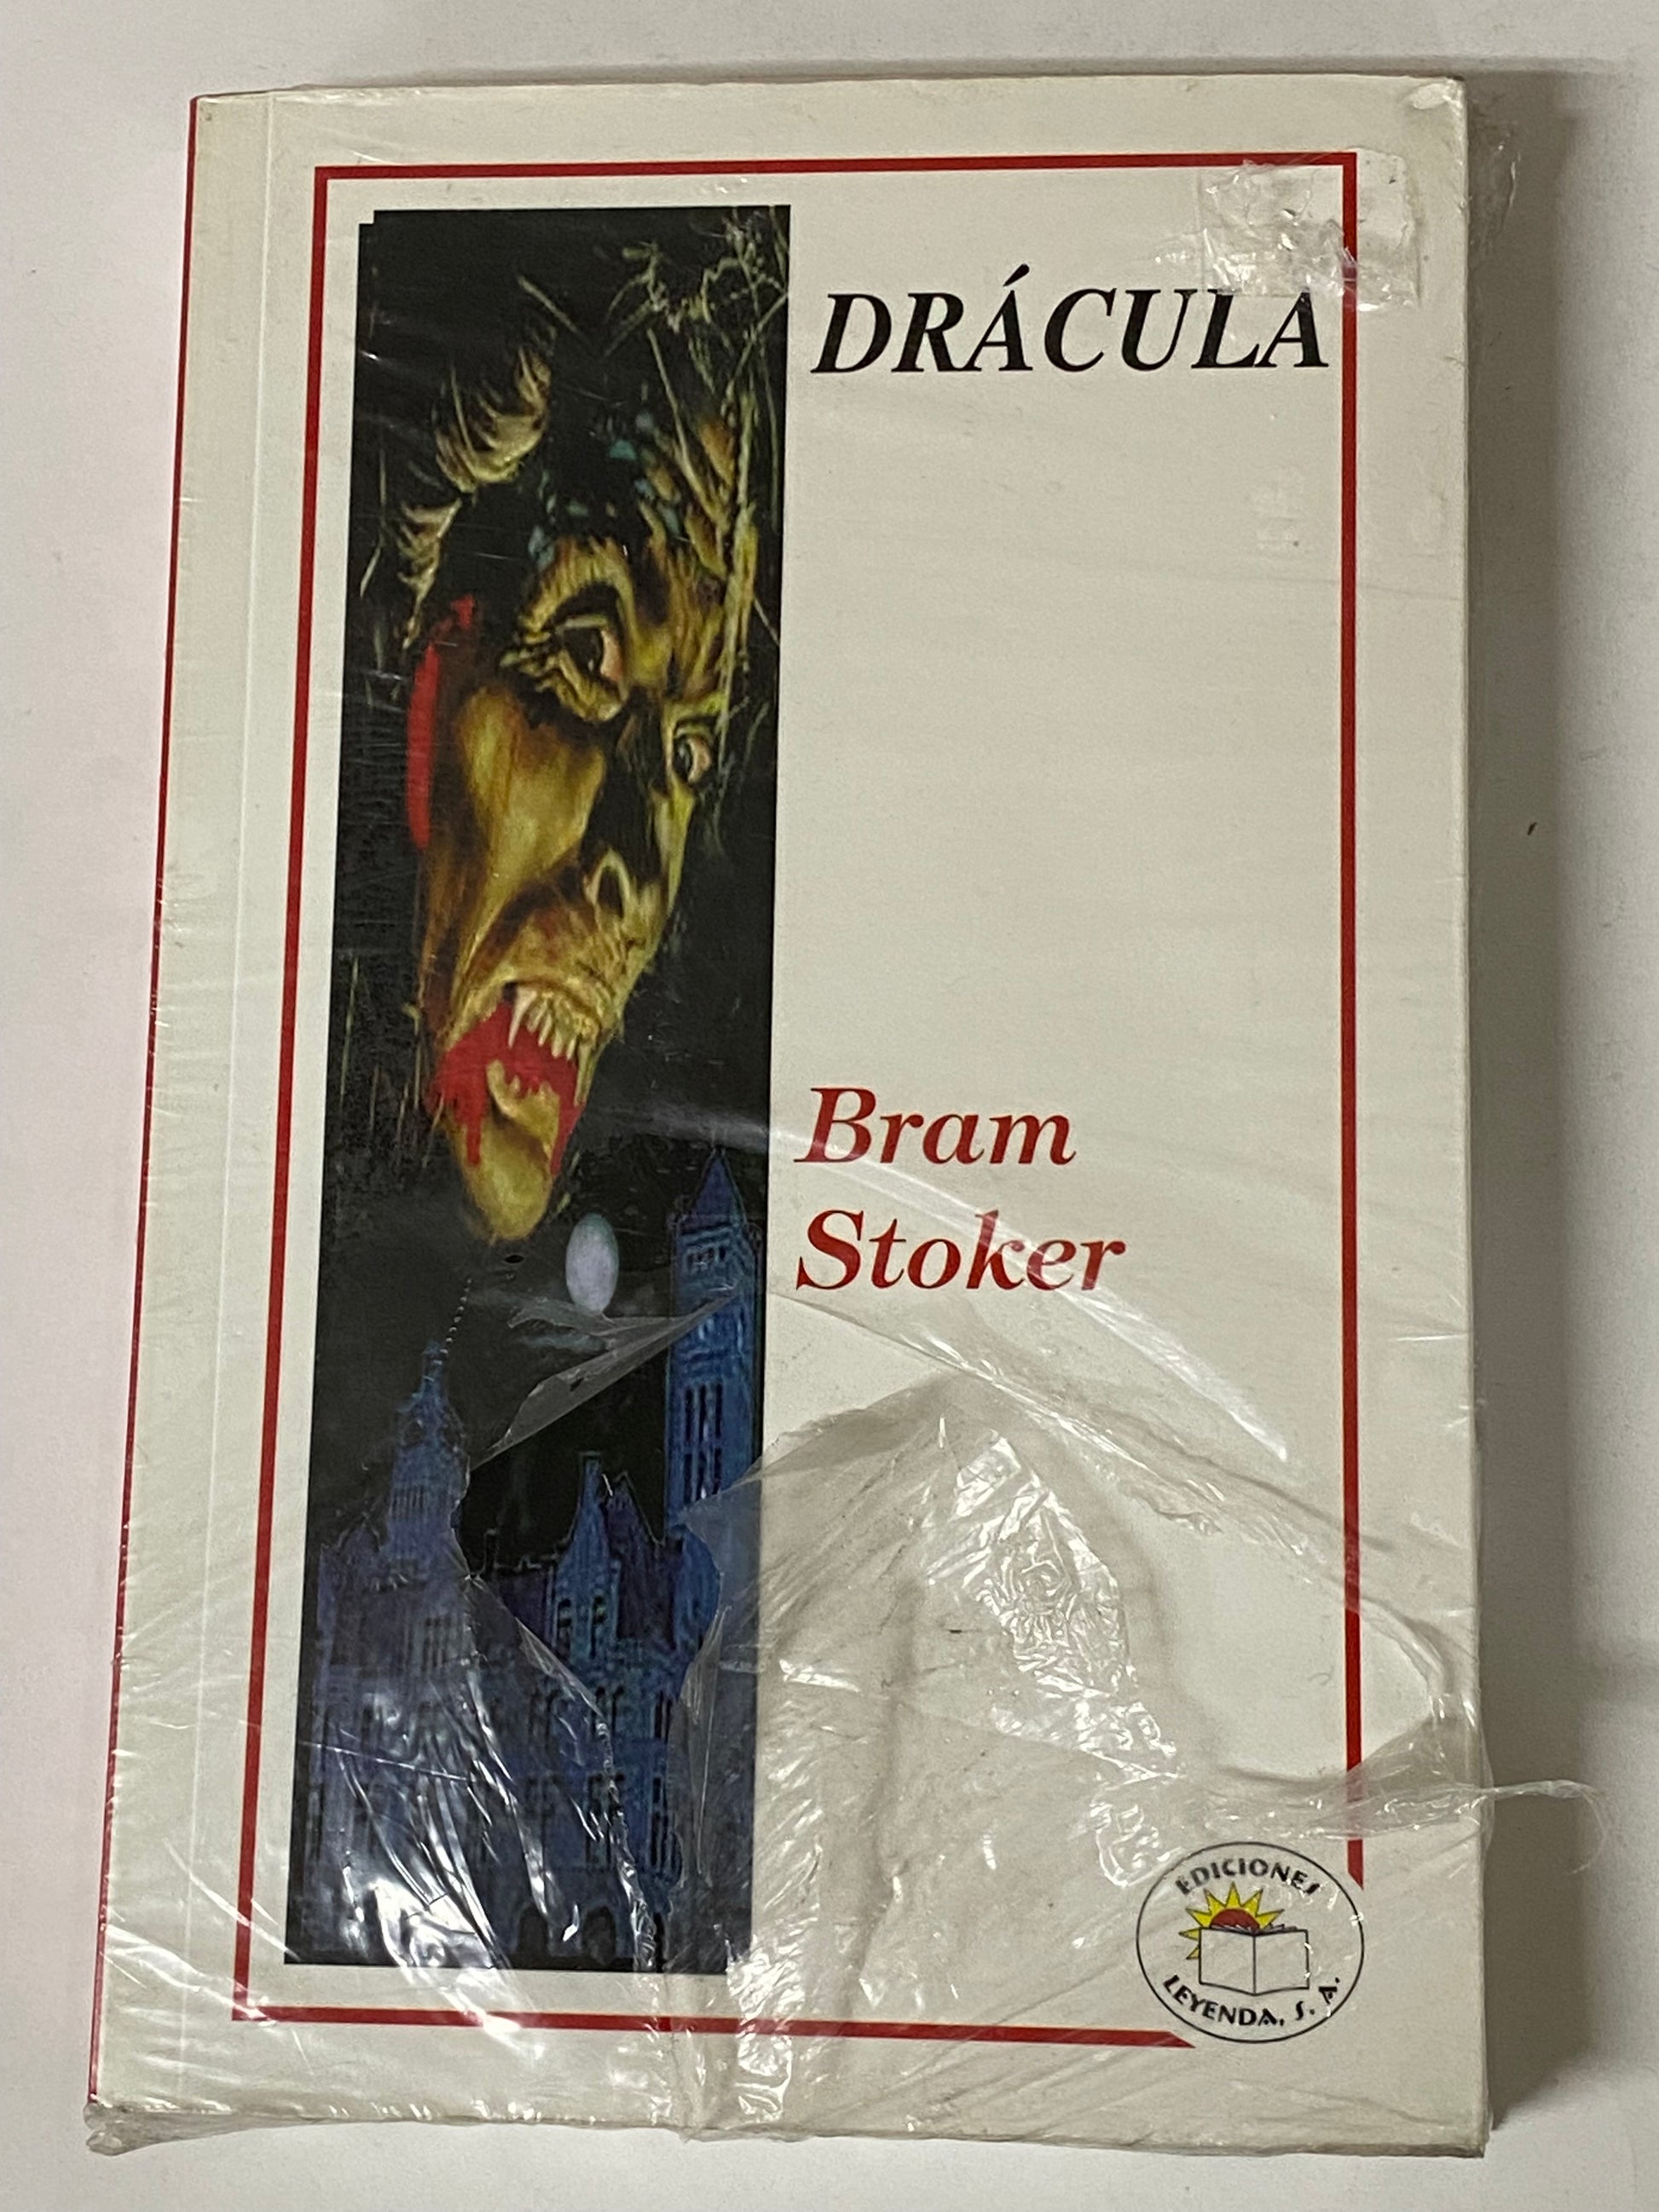 DRÁCULA
Bram
Stoker
EDICIONES
LEYENDA, S. A.